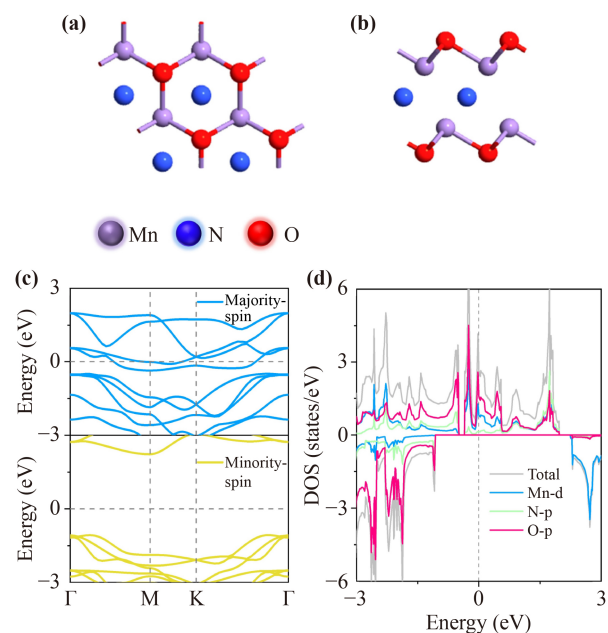 (a)
(b)
Mn N O
(c)
3
0
−3
0
−3
Energy (eV)
Energy (eV)
Majority-
spin
Minority-
spin
Γ M K Γ
(d)
6
3
0
−3
−6
DOS (states/eV)
Total
Mn-d
N-p
O-p
−3 0 3
Energy (eV)